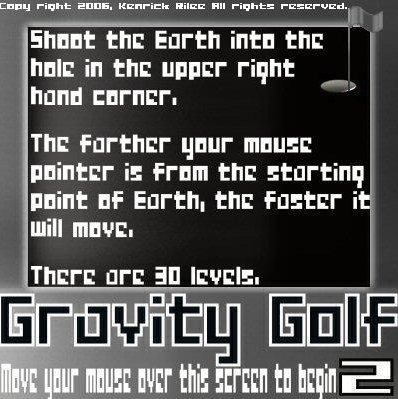 Copy right 2006, Kenrick Rilee All rights reserved.
Shoot the Earth into the
hole in the upper right
hand corner.
The farther your mouse
pointer is from the starting
point of Earth, the faster it
will move.
There are 30 levels.
Gravity Golf
Move your mouse over this screen to begin
2